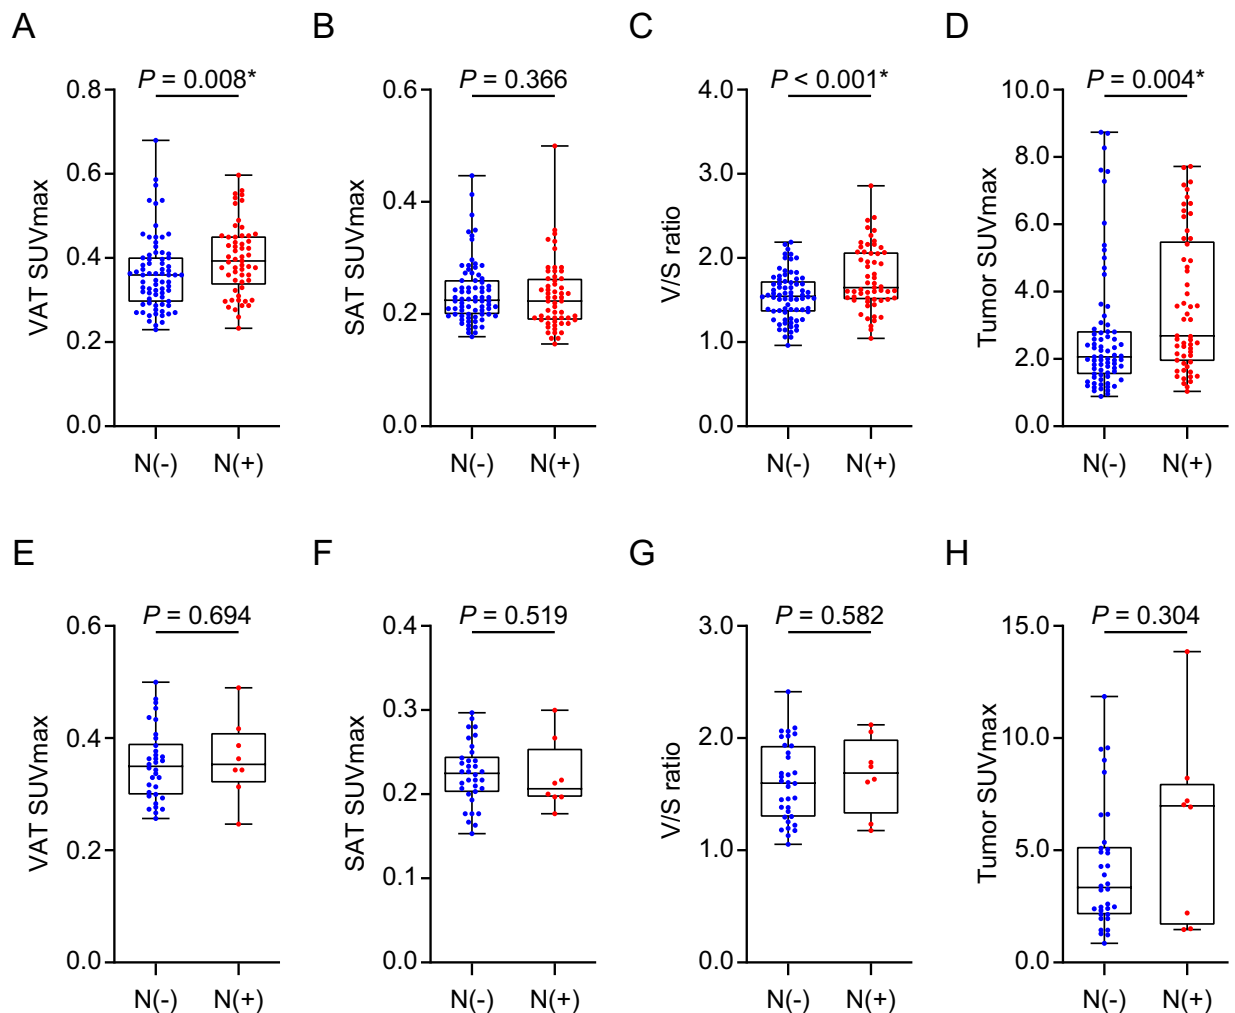 A
P = 0.008*
VAT SUVmax
0.8
0.6
0.4
0.2
0.0
N(-) N(+)
B
P = 0.366
SAT SUVmax
0.6
0.4
0.2
0.0
N(-) N(+)
C
P < 0.001*
V/S ratio
4.0
3.0
2.0
1.0
0.0
N(-) N(+)
D
P = 0.004*
Tumor SUVmax
10.0
8.0
6.0
4.0
2.0
0.0
N(-) N(+)
E
P = 0.694
VAT SUVmax
0.6
0.4
0.2
0.0
N(-) N(+)
F
P = 0.519
SAT SUVmax
0.4
0.3
0.2
0.1
0.0
N(-) N(+)
G
P = 0.582
V/S ratio
3.0
2.0
1.0
0.0
N(-) N(+)
H
P = 0.304
Tumor SUVmax
15.0
10.0
5.0
0.0
N(-) N(+)